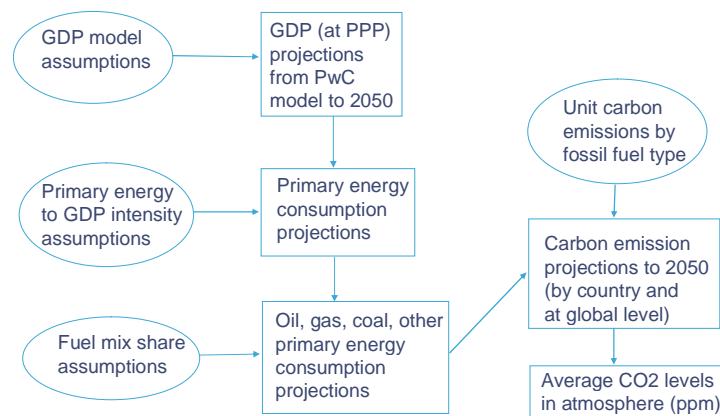 GDP model
assumptions
GDP (at PPP)
projections
from PwC
model to 2050
Unit carbon
emissions by
fossil fuel type
Primary energy
to GDP intensity
assumptions
Primary energy
consumption
projections
Carbon emission
projections to 2050
(by country and
at global level)
Fuel mix share
assumptions
Oil, gas, coal, other
primary energy
consumption
projections
Average CO2 levels
in atmosphere (ppm)